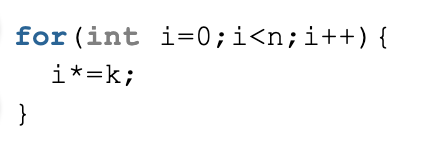 for(int i=0;i<n;i++){
  i*=k;
}